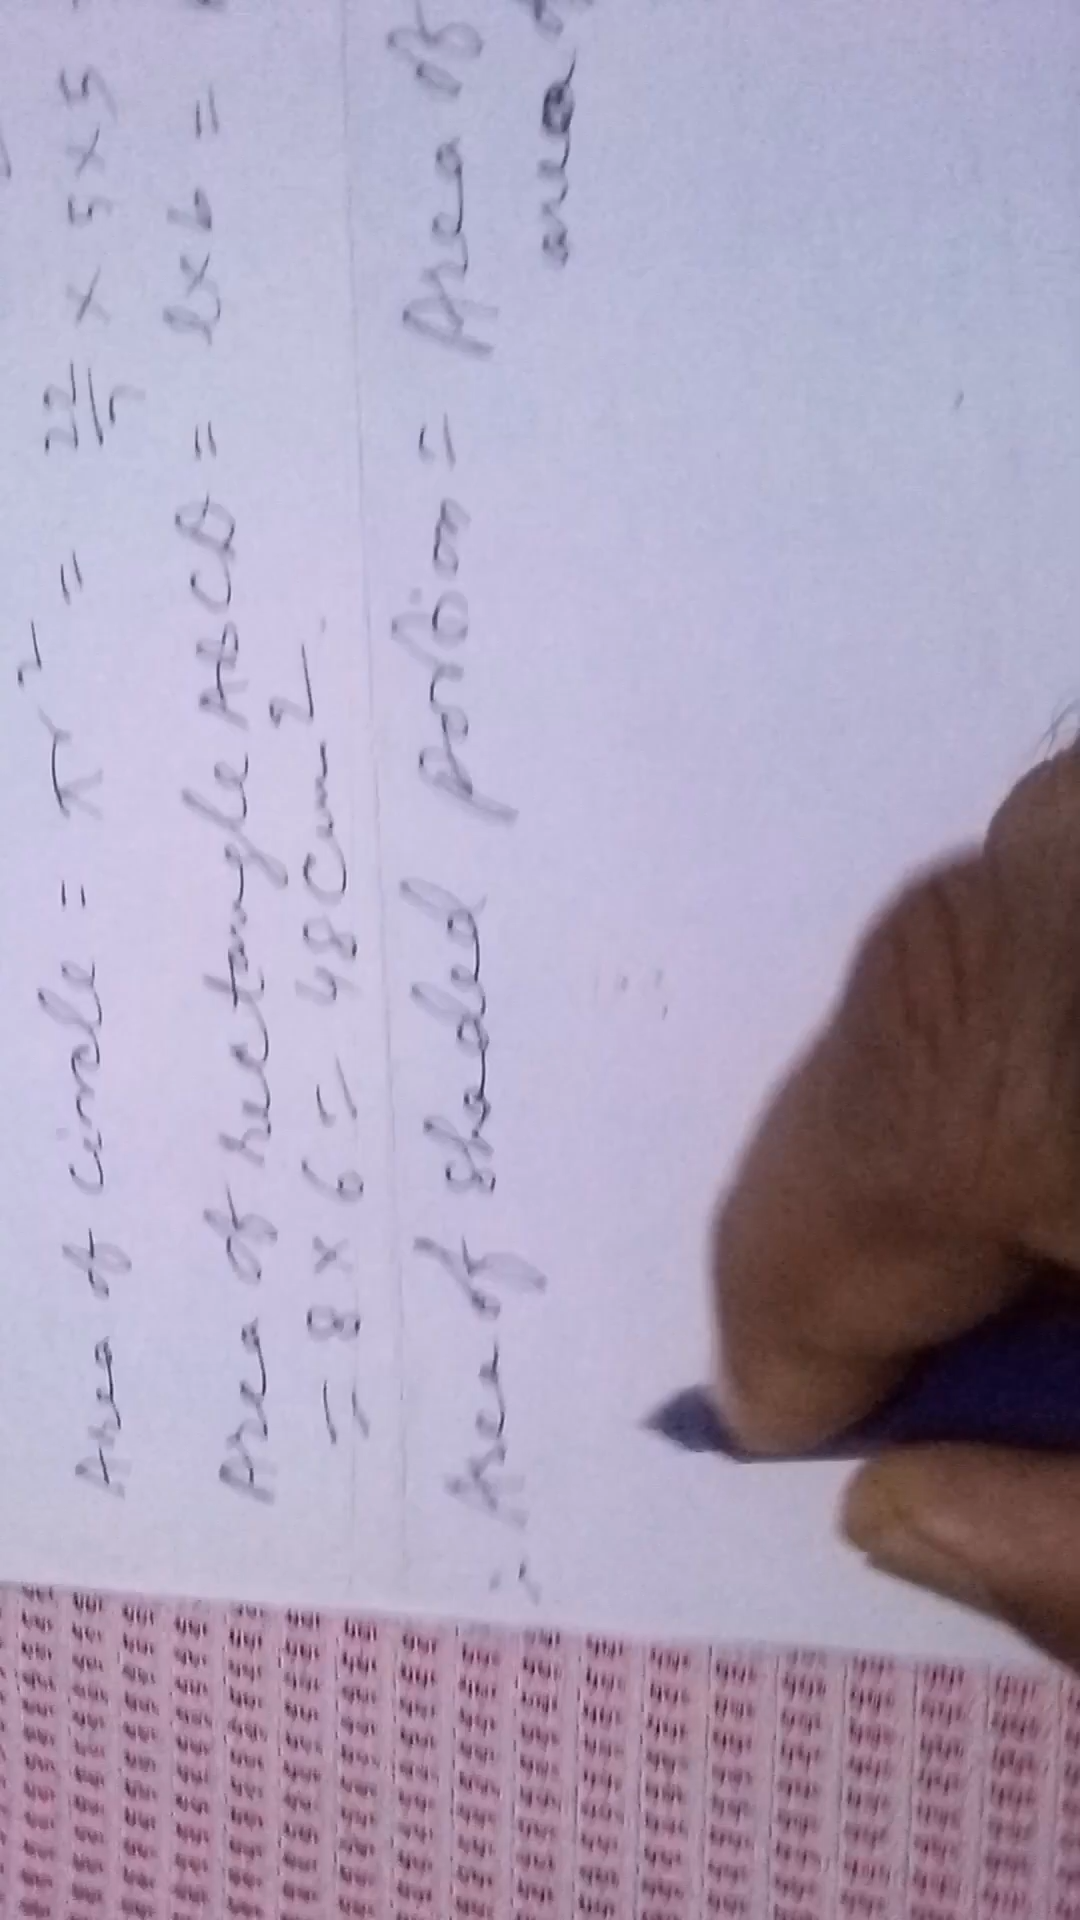 Area of circle = πr² = 22/7 × 5 × 5 =
Area of rectangle ABCD = l×b =
= 8 × 6 = 48 cm²
∴ Area of shaded portion = Area of
area